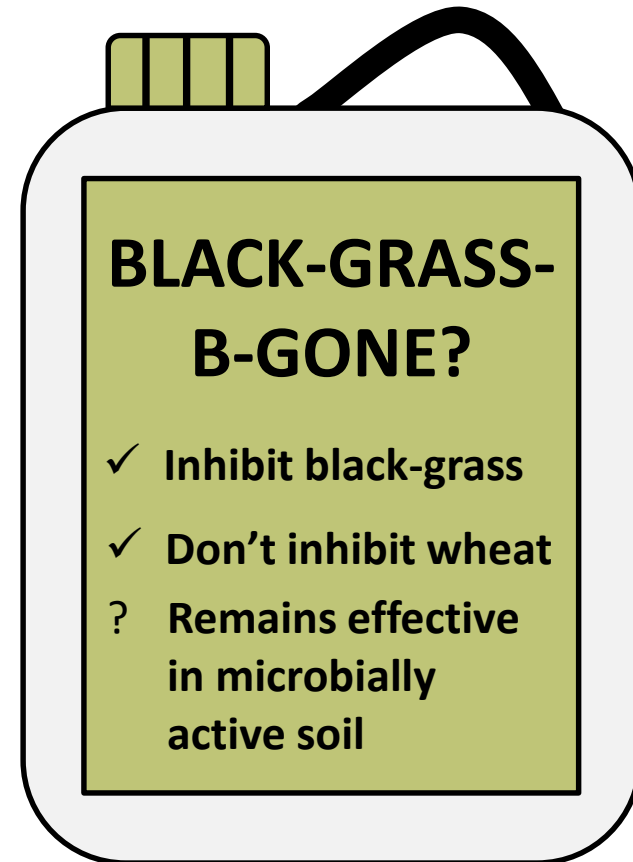 BLACK-GRASS-
B-GONE?
✓ Inhibit black-grass
✓ Don’t inhibit wheat
? Remains effective
in microbially
active soil